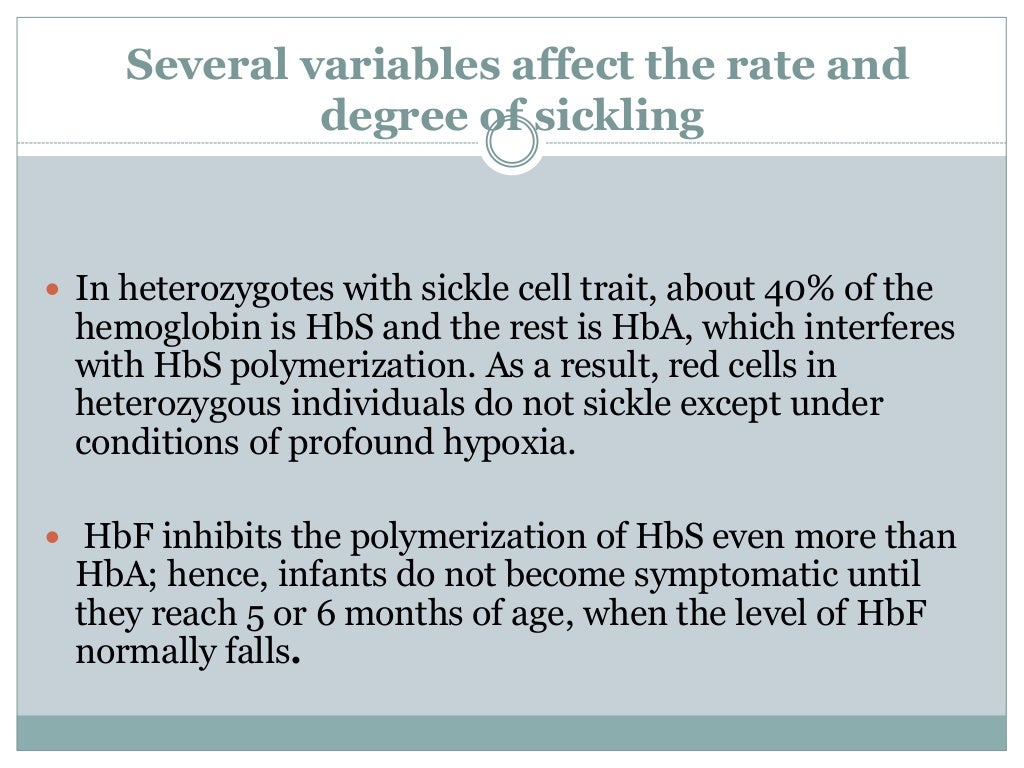 Several variables affect the rate and
degree of sickling
• In heterozygotes with sickle cell trait, about 40% of the
hemoglobin is HbS and the rest is HbA, which interferes
with HbS polymerization. As a result, red cells in
heterozygous individuals do not sickle except under
conditions of profound hypoxia.
• HbF inhibits the polymerization of HbS even more than
HbA; hence, infants do not become symptomatic until
they reach 5 or 6 months of age, when the level of HbF
normally falls.